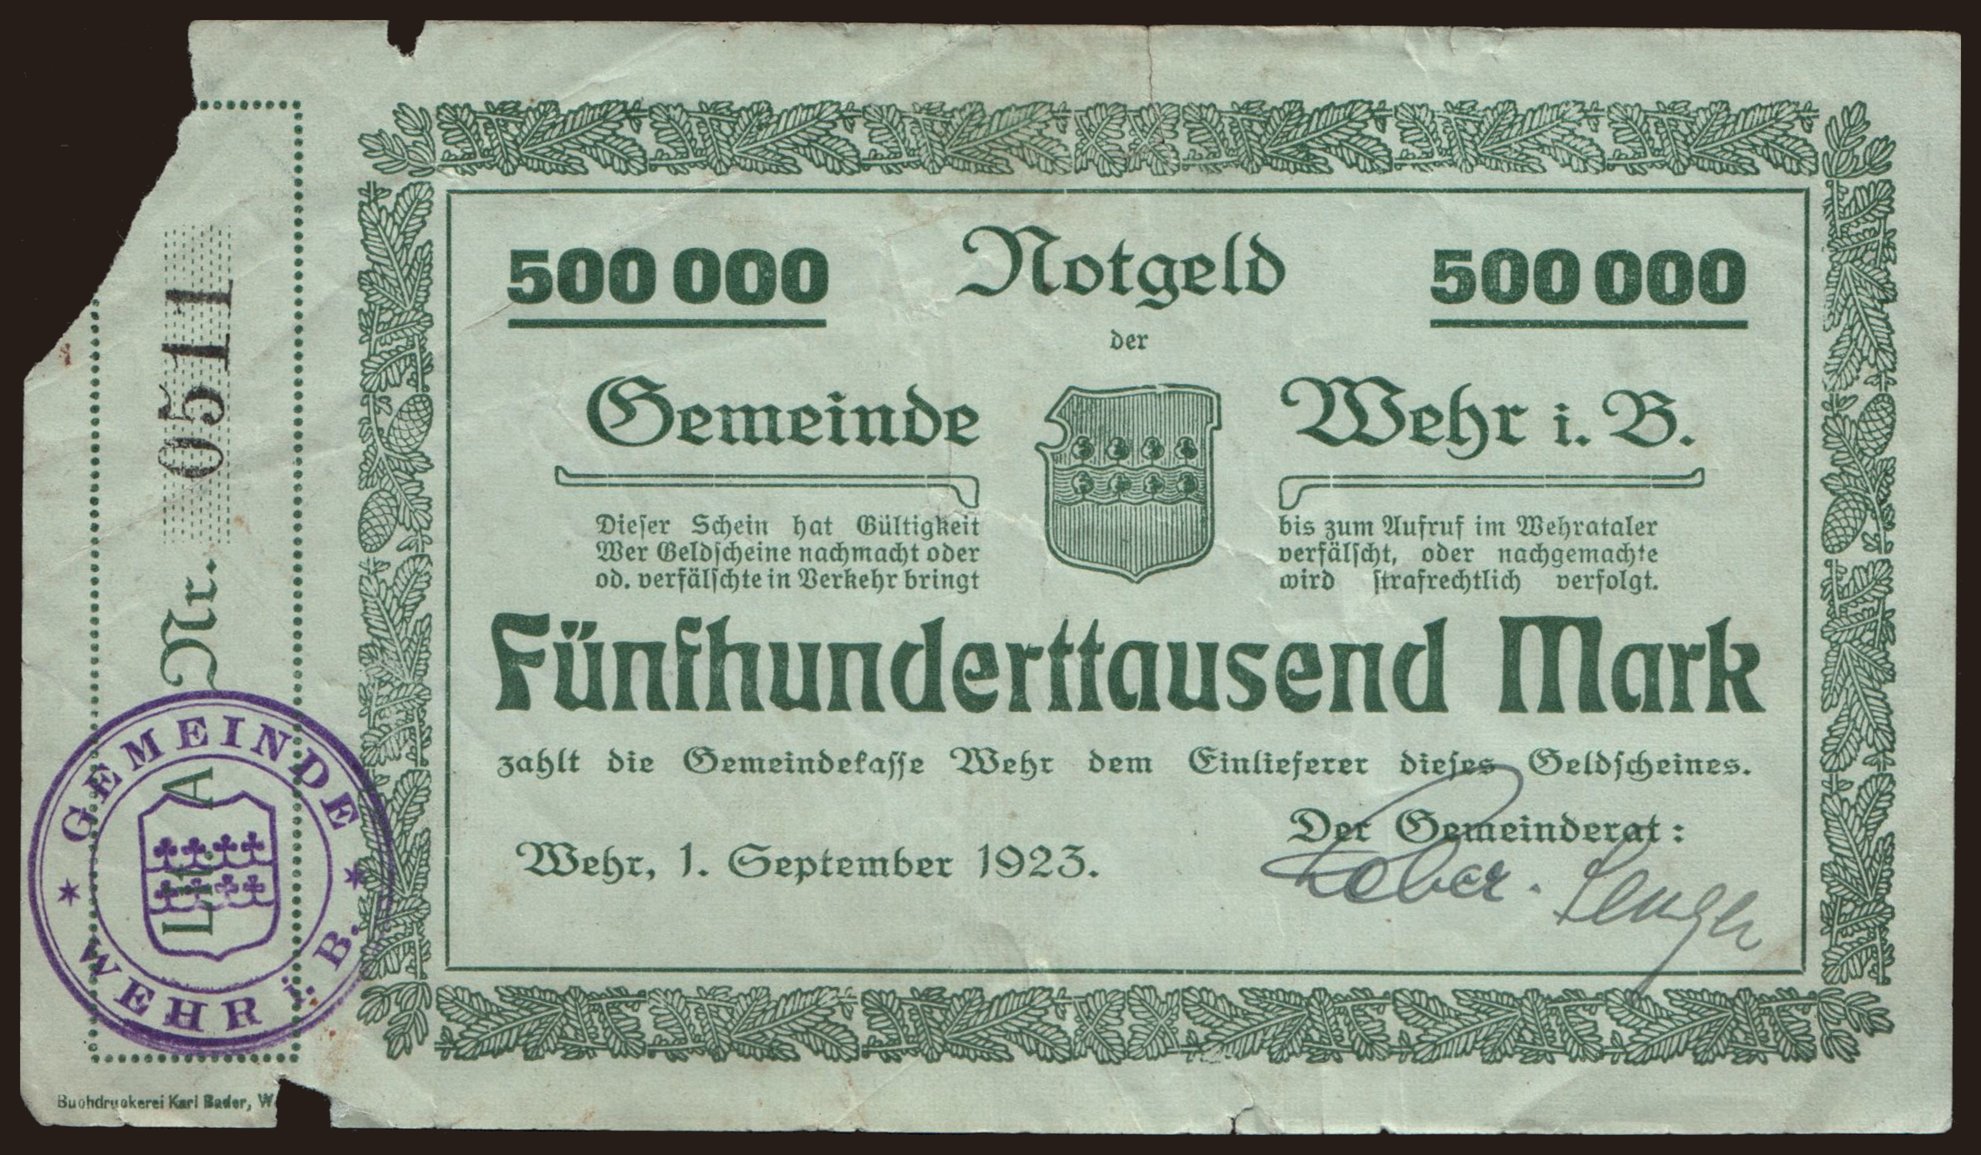 500 000 Notgeld 500 000
der
Gemeinde Wehr i. B.
Dieser Schein hat Gültigkeit bis zum Aufruf im Wehrataler
Wer Geldscheine nachmacht oder verfälscht, oder nachgemachte
od. verfälschte in Verkehr bringt wird strafrechtlich verfolgt.
Fünfhunderttausend Mark
zahlt die Gemeindekasse Wehr dem Einlieferer dieses Geldscheines.
Der Gemeinderat:
Wehr, 1. September 1923.
Nr. 0511
Lit. A
GEMEINDE
WEHR i. B.
Buchdruckerei Karl Bader,